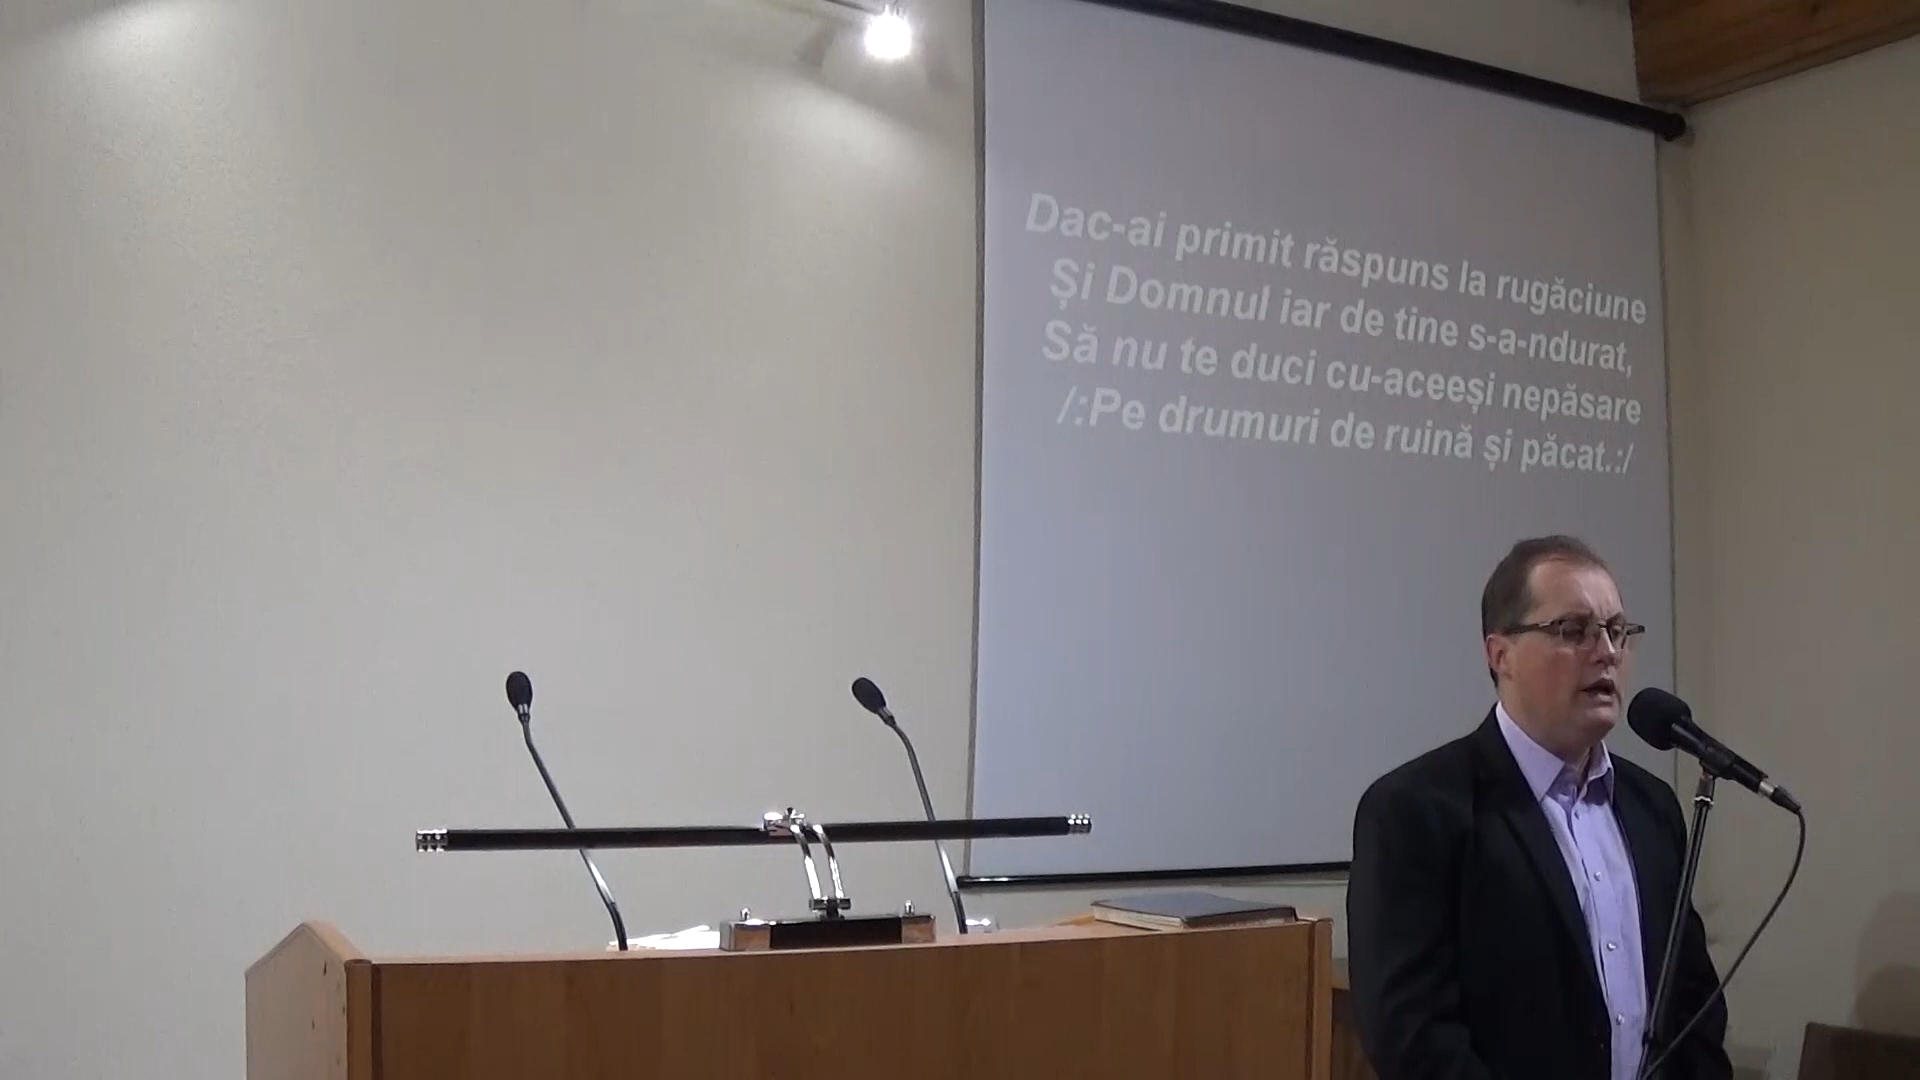 Dac-ai primit răspuns la rugăciune
Și Domnul iar de tine s-a-ndurat,
Să nu te duci cu-aceeși nepăsare
/:Pe drumuri de ruină și păcat.:/